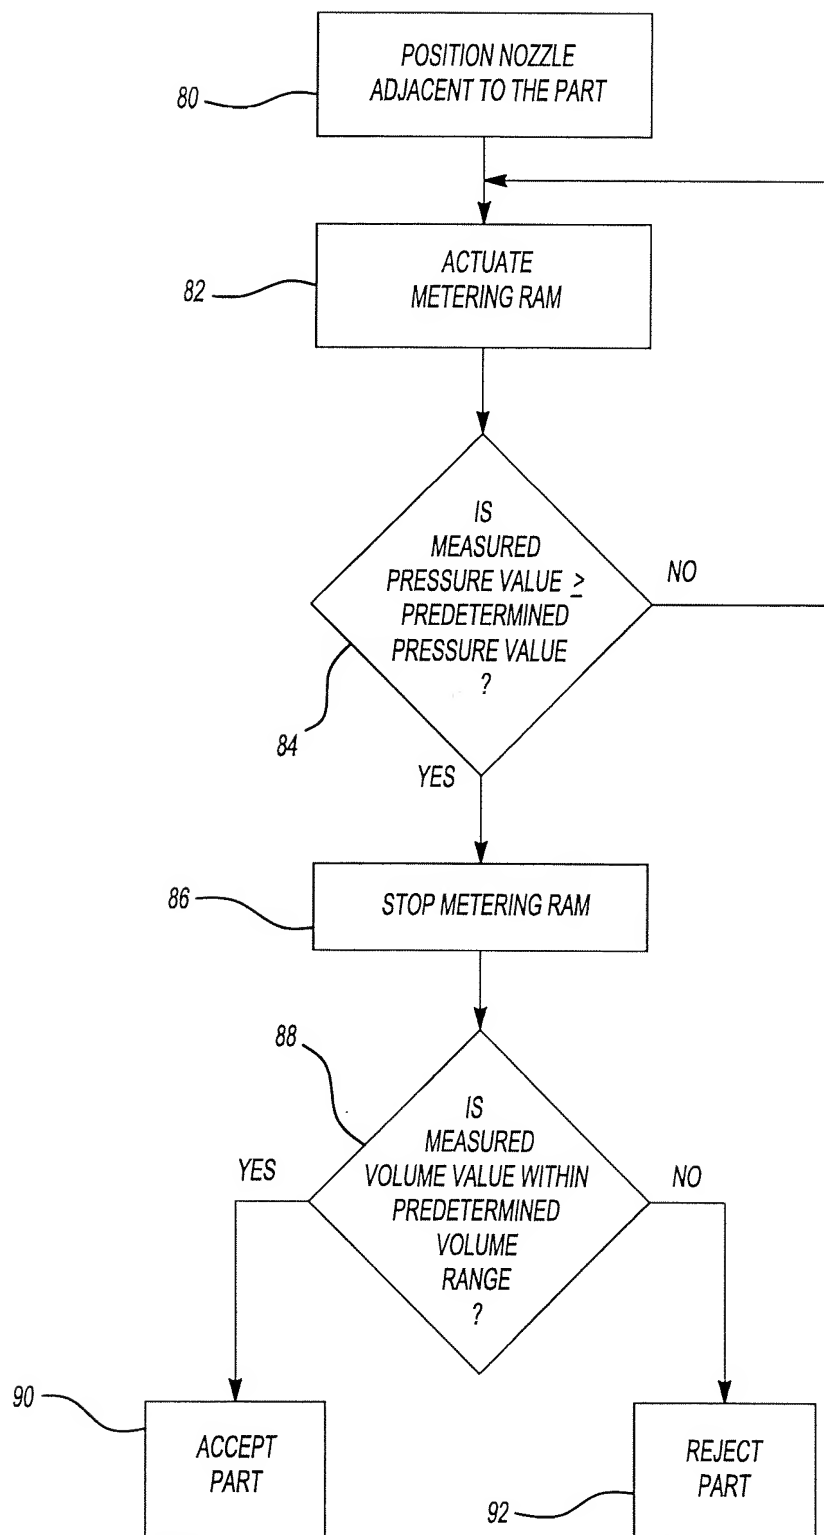 POSITION NOZZLE
ADJACENT TO THE PART
80
ACTUATE
METERING RAM
82
IS
MEASURED
PRESSURE VALUE ≥
PREDETERMINED
PRESSURE VALUE
?
NO
84
YES
STOP METERING RAM
86
88
IS
MEASURED
VOLUME VALUE WITHIN
PREDETERMINED
VOLUME
RANGE
?
YES
NO
90
ACCEPT
PART
REJECT
PART
92